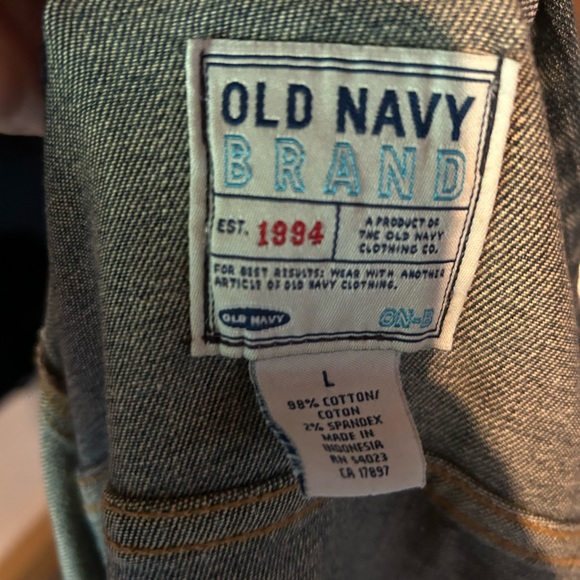 OLD NAVY
BRAND
EST. 1994
A PRODUCT OF
THE OLD NAVY
CLOTHING CO.
FOR BEST RESULTS: WEAR WITH ANOTHER
ARTICLE OF OLD NAVY CLOTHING.
OLD NAVY
L
98% COTTON/
COTON
2% SPANDEX
MADE IN
INDONESIA
RN 54023
CA 17897